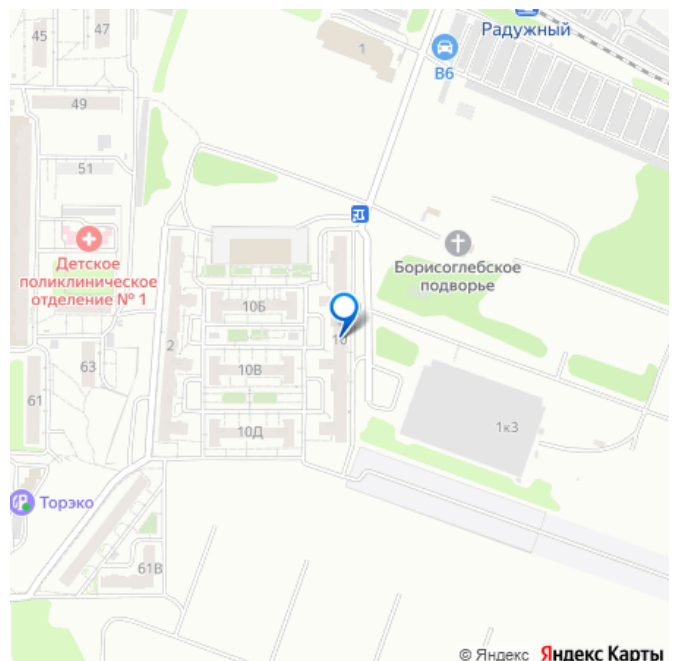 45
47
1
Радужный
В6
49
51
Детское
поликлиническое
отделение № 1
Борисоглебское
подворье
10Б
2
10
63
10В
61
10Д
1к3
Торэко
61В
© Яндекс Яндекс Карты